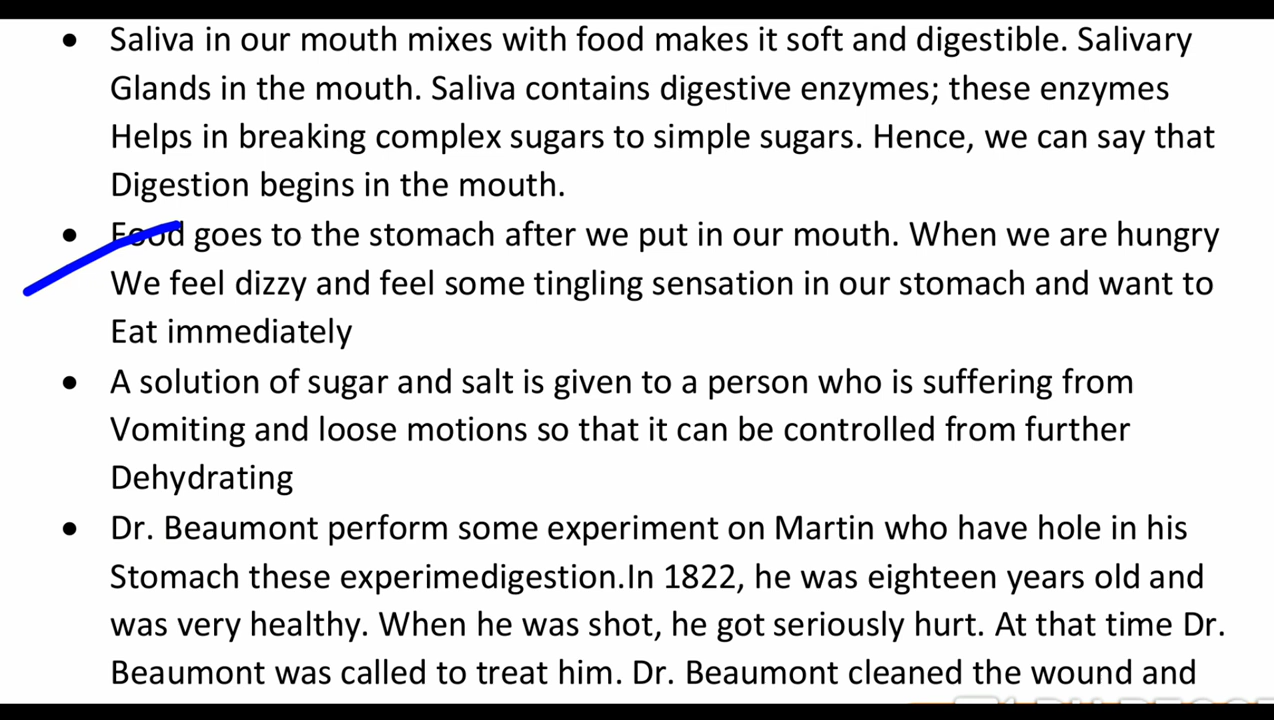 • Saliva in our mouth mixes with food makes it soft and digestible. Salivary
Glands in the mouth. Saliva contains digestive enzymes; these enzymes
Helps in breaking complex sugars to simple sugars. Hence, we can say that
Digestion begins in the mouth.
• Food goes to the stomach after we put in our mouth. When we are hungry
We feel dizzy and feel some tingling sensation in our stomach and want to
Eat immediately
• A solution of sugar and salt is given to a person who is suffering from
Vomiting and loose motions so that it can be controlled from further
Dehydrating
• Dr. Beaumont perform some experiment on Martin who have hole in his
Stomach these experimedigestion.In 1822, he was eighteen years old and
was very healthy. When he was shot, he got seriously hurt. At that time Dr.
Beaumont was called to treat him. Dr. Beaumont cleaned the wound and